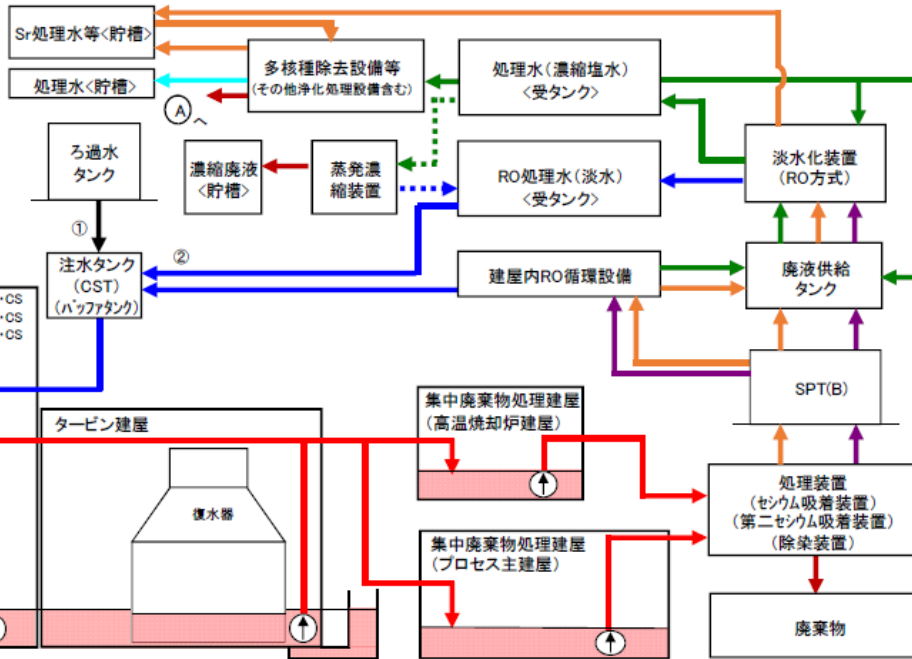 Sr処理水等<貯槽>
処理水<貯槽>
多核種除去設備等
(その他浄化処理設備含む)
Aへ
処理水(濃縮塩水)
<受タンク>
淡水化装置
(RO方式)
ろ過水
タンク
濃縮廃液
<貯槽>
蒸発濃
縮装置
RO処理水(淡水)
<受タンク>
①
②
注水タンク
(CST)
(バッファタンク)
建屋内RO循環設備
廃液供給
タンク
・CS
・CS
・CS
SPT(B)
タービン建屋
復水器
集中廃棄物処理建屋
(高温焼却炉建屋)
集中廃棄物処理建屋
(プロセス主建屋)
処理装置
(セシウム吸着装置)
(第二セシウム吸着装置)
(除染装置)
廃棄物